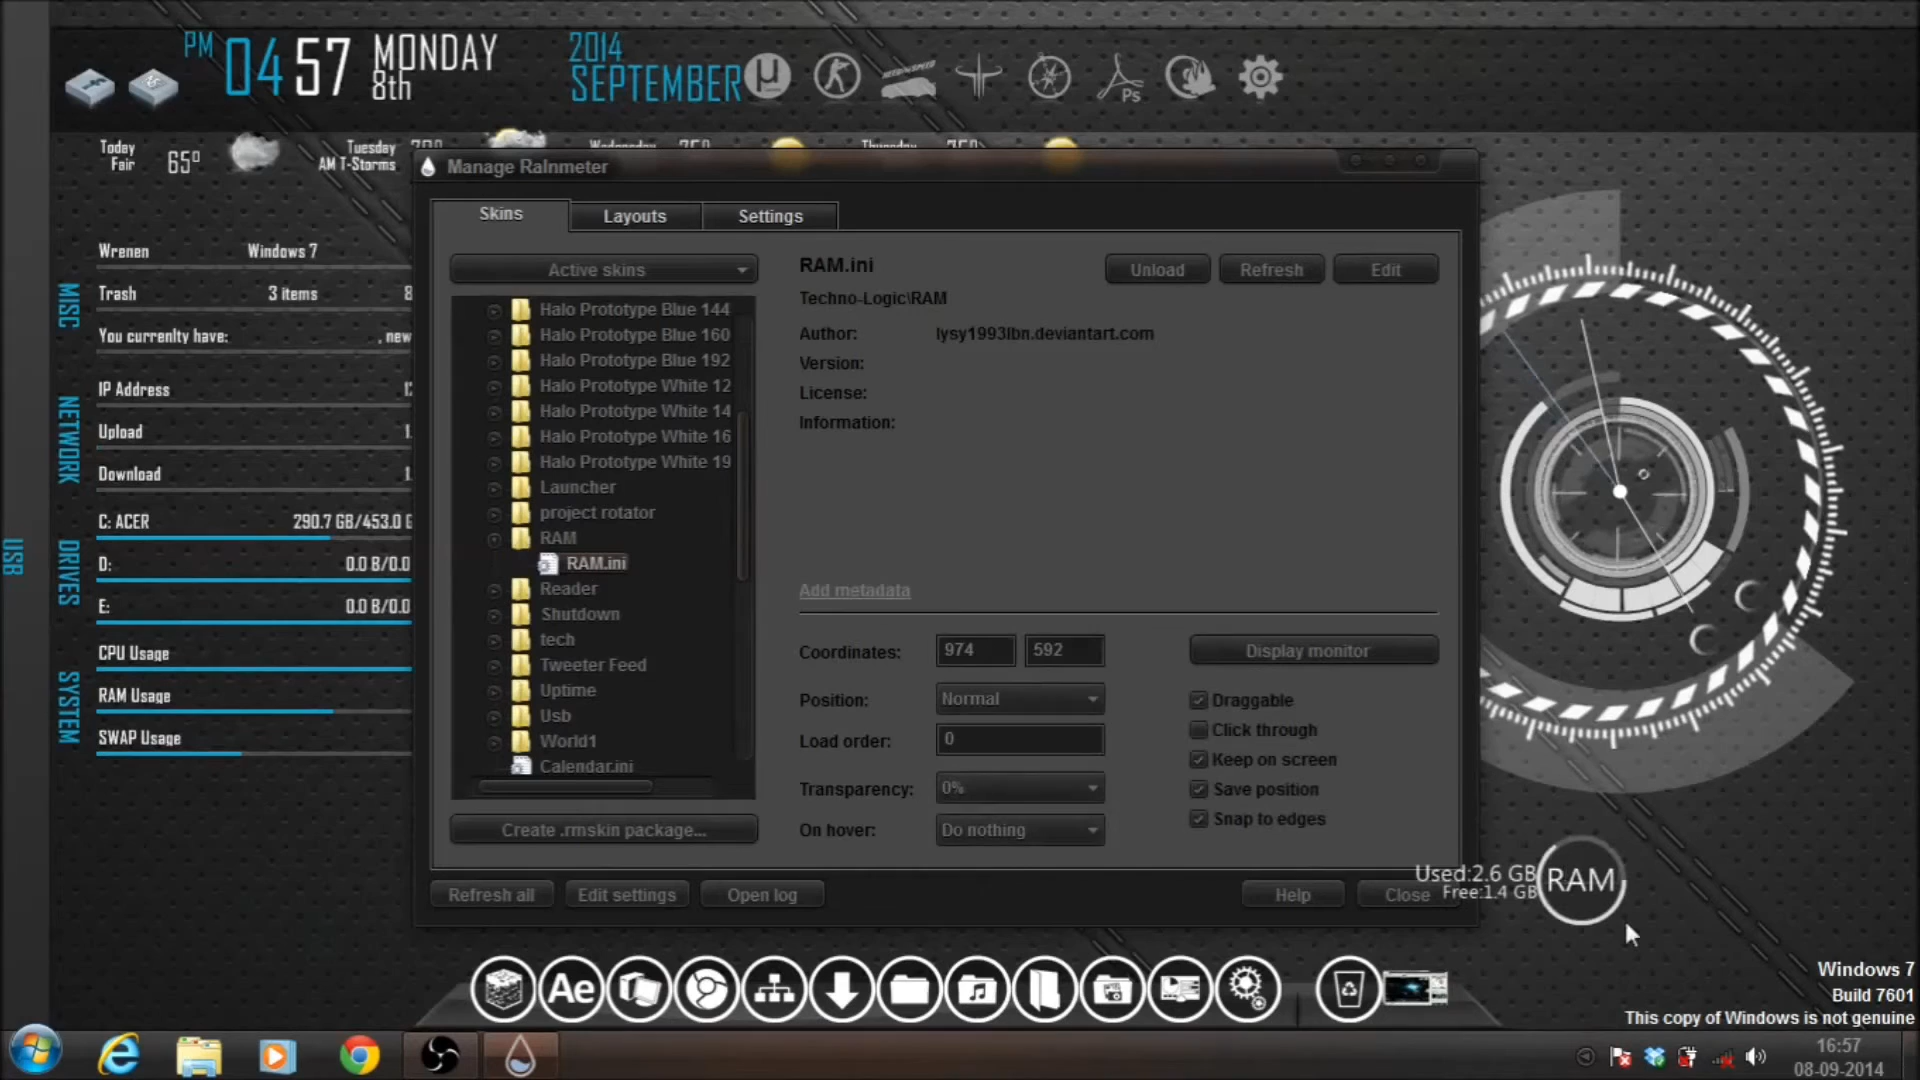 PM 04 57 MONDAY 8th
2014 SEPTEMBER
Ps
Today
Fair
65°
Tuesday
AM T-Storms
Wrenen Windows 7
Trash 3 items 8
You currenlty have: , new
IP Address
Upload 1.
Download 1.
C: ACER 290.7 GB/453.0 G
D: 0.0 B/0.0
E: 0.0 B/0.0
CPU Usage
RAM Usage
SWAP Usage
MISC
NETWORK
DRIVES
SYSTEM
USB
Manage RaInmeter
Skins Layouts Settings
Active skins
Halo Prototype Blue 144
Halo Prototype Blue 160
Halo Prototype Blue 192
Halo Prototype White 12
Halo Prototype White 14
Halo Prototype White 16
Halo Prototype White 19
Launcher
project rotator
RAM
RAM.ini
Reader
Shutdown
tech
Tweeter Feed
Uptime
Usb
World1
Calendar.ini
Create .rmskin package...
RAM.ini
Unload Refresh Edit
Techno-Logic\RAM
Author: lysy1993lbn.deviantart.com
Version:
License:
Information:
Add metadata
Coordinates: 974 592
Display monitor
Position: Normal
Load order: 0
Transparency: 0%
On hover: Do nothing
Draggable
Click through
Keep on screen
Save position
Snap to edges
Refresh all Edit settings Open log Help Close
Used:2.6 GB
Free:1.4 GB
RAM
Ae
Windows 7
Build 7601
This copy of Windows is not genuine
16:57
08-09-2014